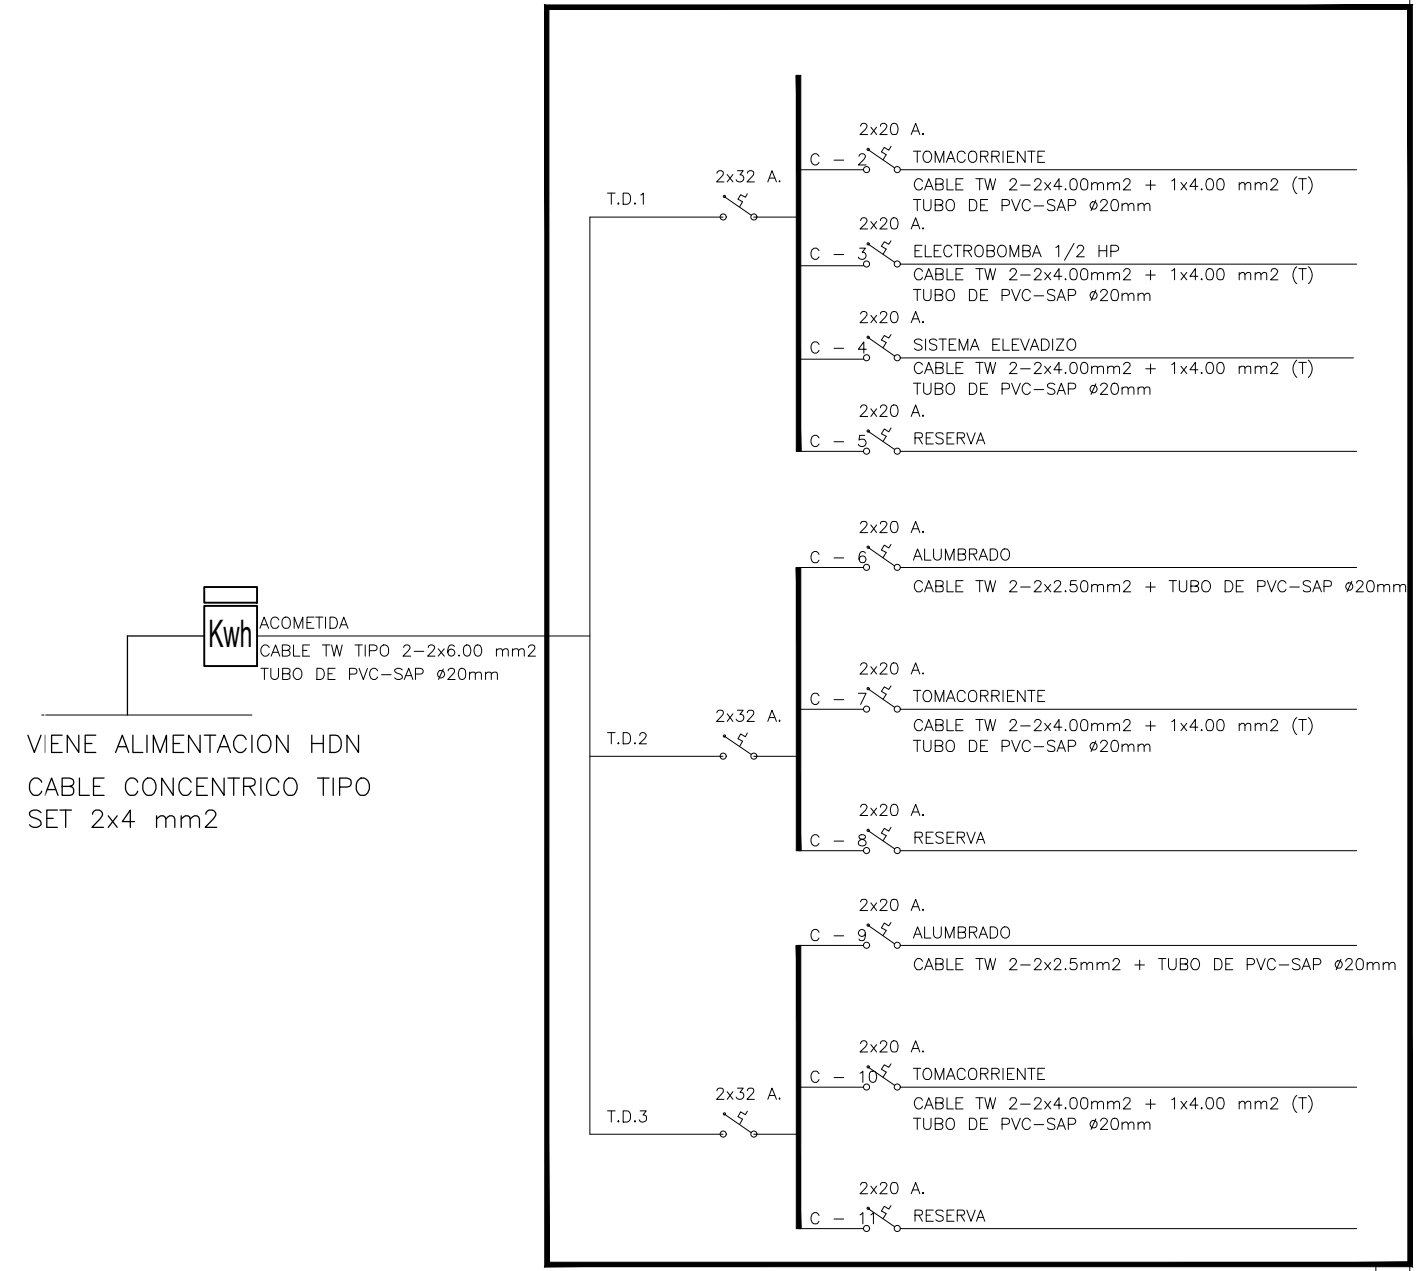 2x20 A.
C - 2 TOMACORRIENTE
CABLE TW 2-2x4.00mm2 + 1x4.00 mm2 (T)
TUBO DE PVC-SAP ø20mm
2x32 A.
T.D.1
2x20 A.
C - 3 ELECTROBOMBA 1/2 HP
CABLE TW 2-2x4.00mm2 + 1x4.00 mm2 (T)
TUBO DE PVC-SAP ø20mm
2x20 A.
C - 4 SISTEMA ELEVADIZO
CABLE TW 2-2x4.00mm2 + 1x4.00 mm2 (T)
TUBO DE PVC-SAP ø20mm
2x20 A.
C - 5 RESERVA
2x20 A.
C - 6 ALUMBRADO
CABLE TW 2-2x2.50mm2 + TUBO DE PVC-SAP ø20mm
Kwh
ACOMETIDA
CABLE TW TIPO 2-2x6.00 mm2
TUBO DE PVC-SAP ø20mm
VIENE ALIMENTACION HDN
CABLE CONCENTRICO TIPO
SET 2x4 mm2
2x20 A.
C - 7 TOMACORRIENTE
CABLE TW 2-2x4.00mm2 + 1x4.00 mm2 (T)
TUBO DE PVC-SAP ø20mm
2x32 A.
T.D.2
2x20 A.
C - 8 RESERVA
2x20 A.
C - 9 ALUMBRADO
CABLE TW 2-2x2.5mm2 + TUBO DE PVC-SAP ø20mm
2x20 A.
C - 10 TOMACORRIENTE
CABLE TW 2-2x4.00mm2 + 1x4.00 mm2 (T)
TUBO DE PVC-SAP ø20mm
2x32 A.
T.D.3
2x20 A.
C - 11 RESERVA